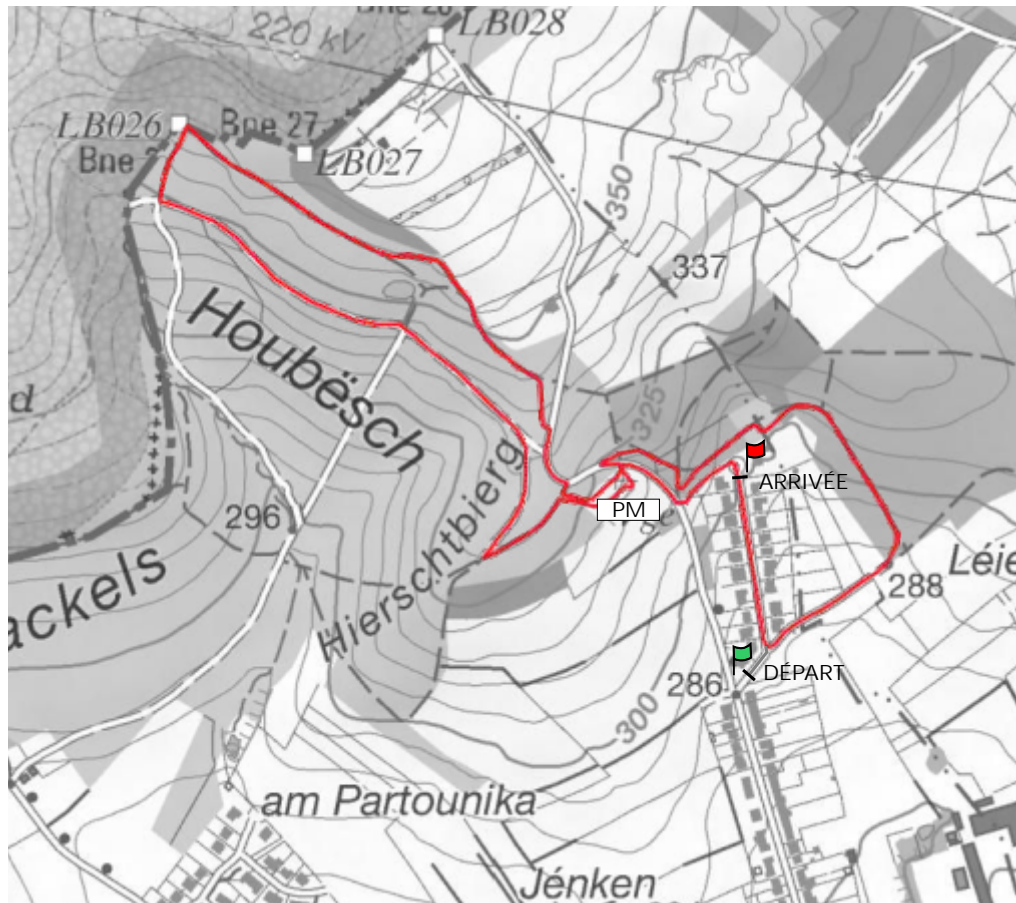 LB028
220 kV
LB026
Bne 27
Bne
LB027
350
337
Houbësch
325
ARRIVÉE
PM
296
Hierschtbierg
288
Léie
ackels
d
DÉPART
286
300
am Partounika
Jénken